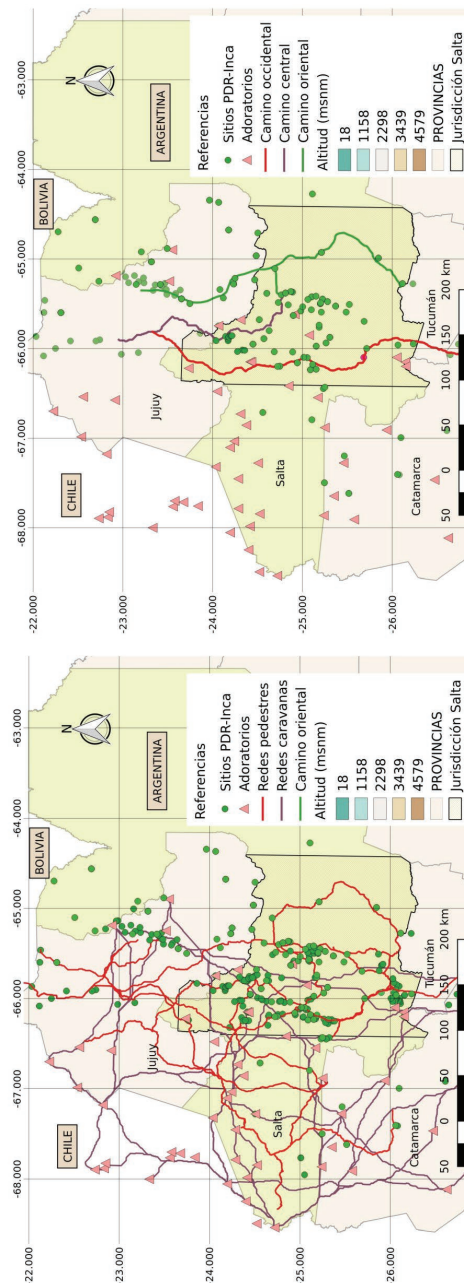 -68.000
-67.000
-66.000
-65.000
-64.000
-63.000
22.000
23.000
24.000
25.000
26.000
BOLIVIA
CHILE
ARGENTINA
N
Jujuy
Salta
Catamarca
Tucumán
Referencias
Sitios PDR-Inca
Adoratorios
Redes pedestres
Redes caravanas
Camino oriental
Altitud (msnm)
18
1158
2298
3439
4579
PROVINCIAS
Jurisdicción Salta
50 0 50 100 150 200 km
-68.000
-67.000
-66.000
-65.000
-64.000
-63.000
-22.000
-23.000
-24.000
-25.000
-26.000
BOLIVIA
CHILE
ARGENTINA
N
Jujuy
Salta
Catamarca
Tucumán
Referencias
Sitios PDR-Inca
Adoratorios
Camino occidental
Camino central
Camino oriental
Altitud (msnm)
18
1158
2298
3439
4579
PROVINCIAS
Jurisdicción Salta
50 0 50 100 150 200 km